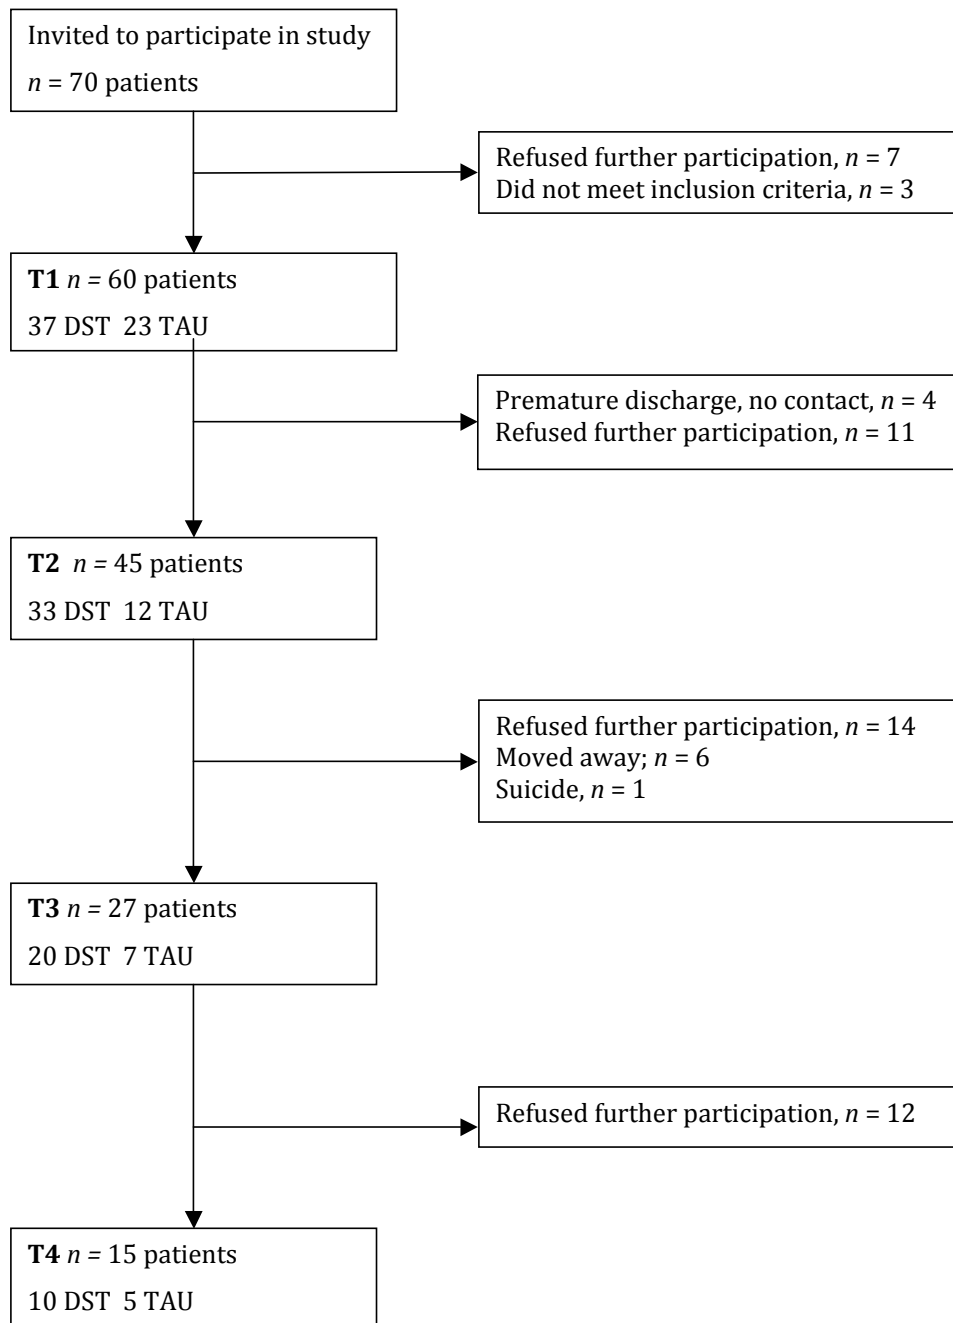 Invited to participate in study
n = 70 patients
Refused further participation, n = 7
Did not meet inclusion criteria, n = 3
T1 n = 60 patients
37 DST 23 TAU
Premature discharge, no contact, n = 4
Refused further participation, n = 11
T2 n = 45 patients
33 DST 12 TAU
Refused further participation, n = 14
Moved away; n = 6
Suicide, n = 1
T3 n = 27 patients
20 DST 7 TAU
Refused further participation, n = 12
T4 n = 15 patients
10 DST 5 TAU